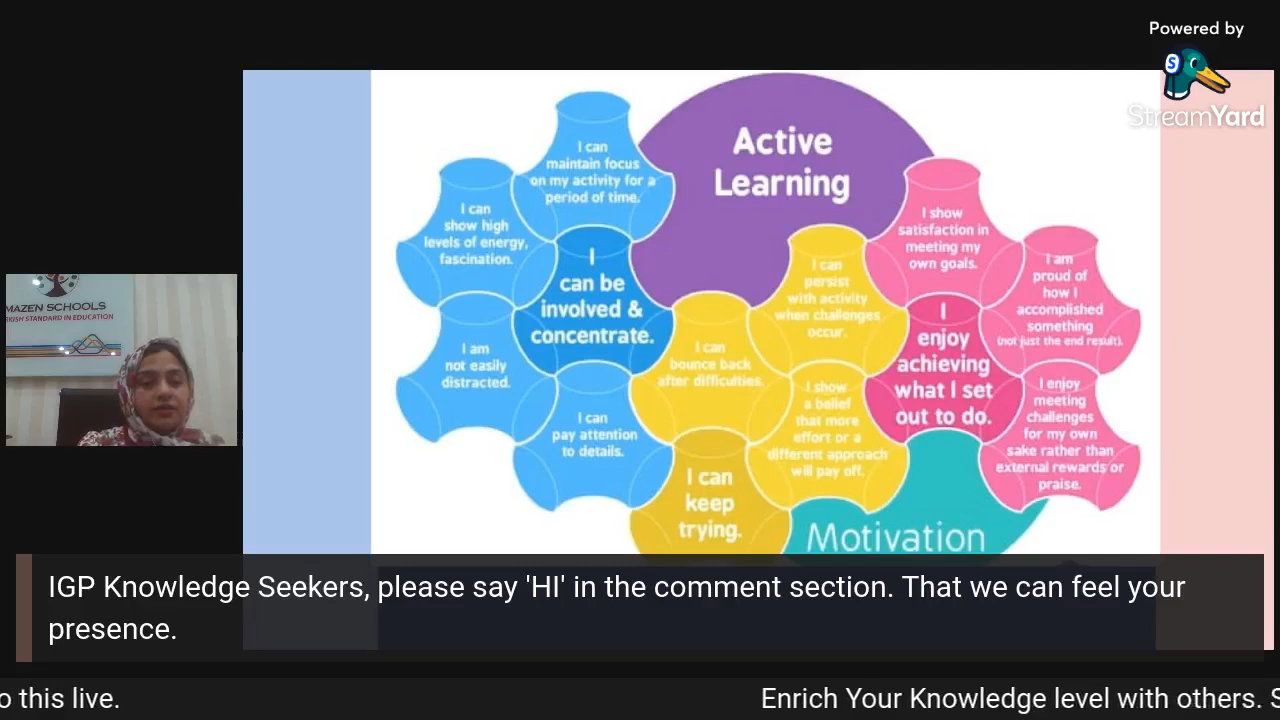 Powered by
StreamYard
Active
Learning
I can
maintain focus
on my activity for a
period of time.
I can
show high
levels of energy,
fascination.
I
can be
involved &
concentrate.
I am
not easily
distracted.
I can
pay attention
to details.
I can
persist
with activity
when challenges
occur.
I can
bounce back
after difficulties.
I show
a belief
that more
effort or a
different approach
will pay off.
I can
keep
trying.
I show
satisfaction in
meeting my
own goals.
I am
proud of
how I
accomplished
something
(not just the end result).
I
enjoy
achieving
what I set
out to do.
I enjoy
meeting
challenges
for my own
sake rather than
external rewards or
praise.
Motivation
MAZEN SCHOOLS
RKISH STANDARD IN EDUCATION
IGP Knowledge Seekers, please say 'HI' in the comment section. That we can feel your
presence.
o this live.
Enrich Your Knowledge level with others. S